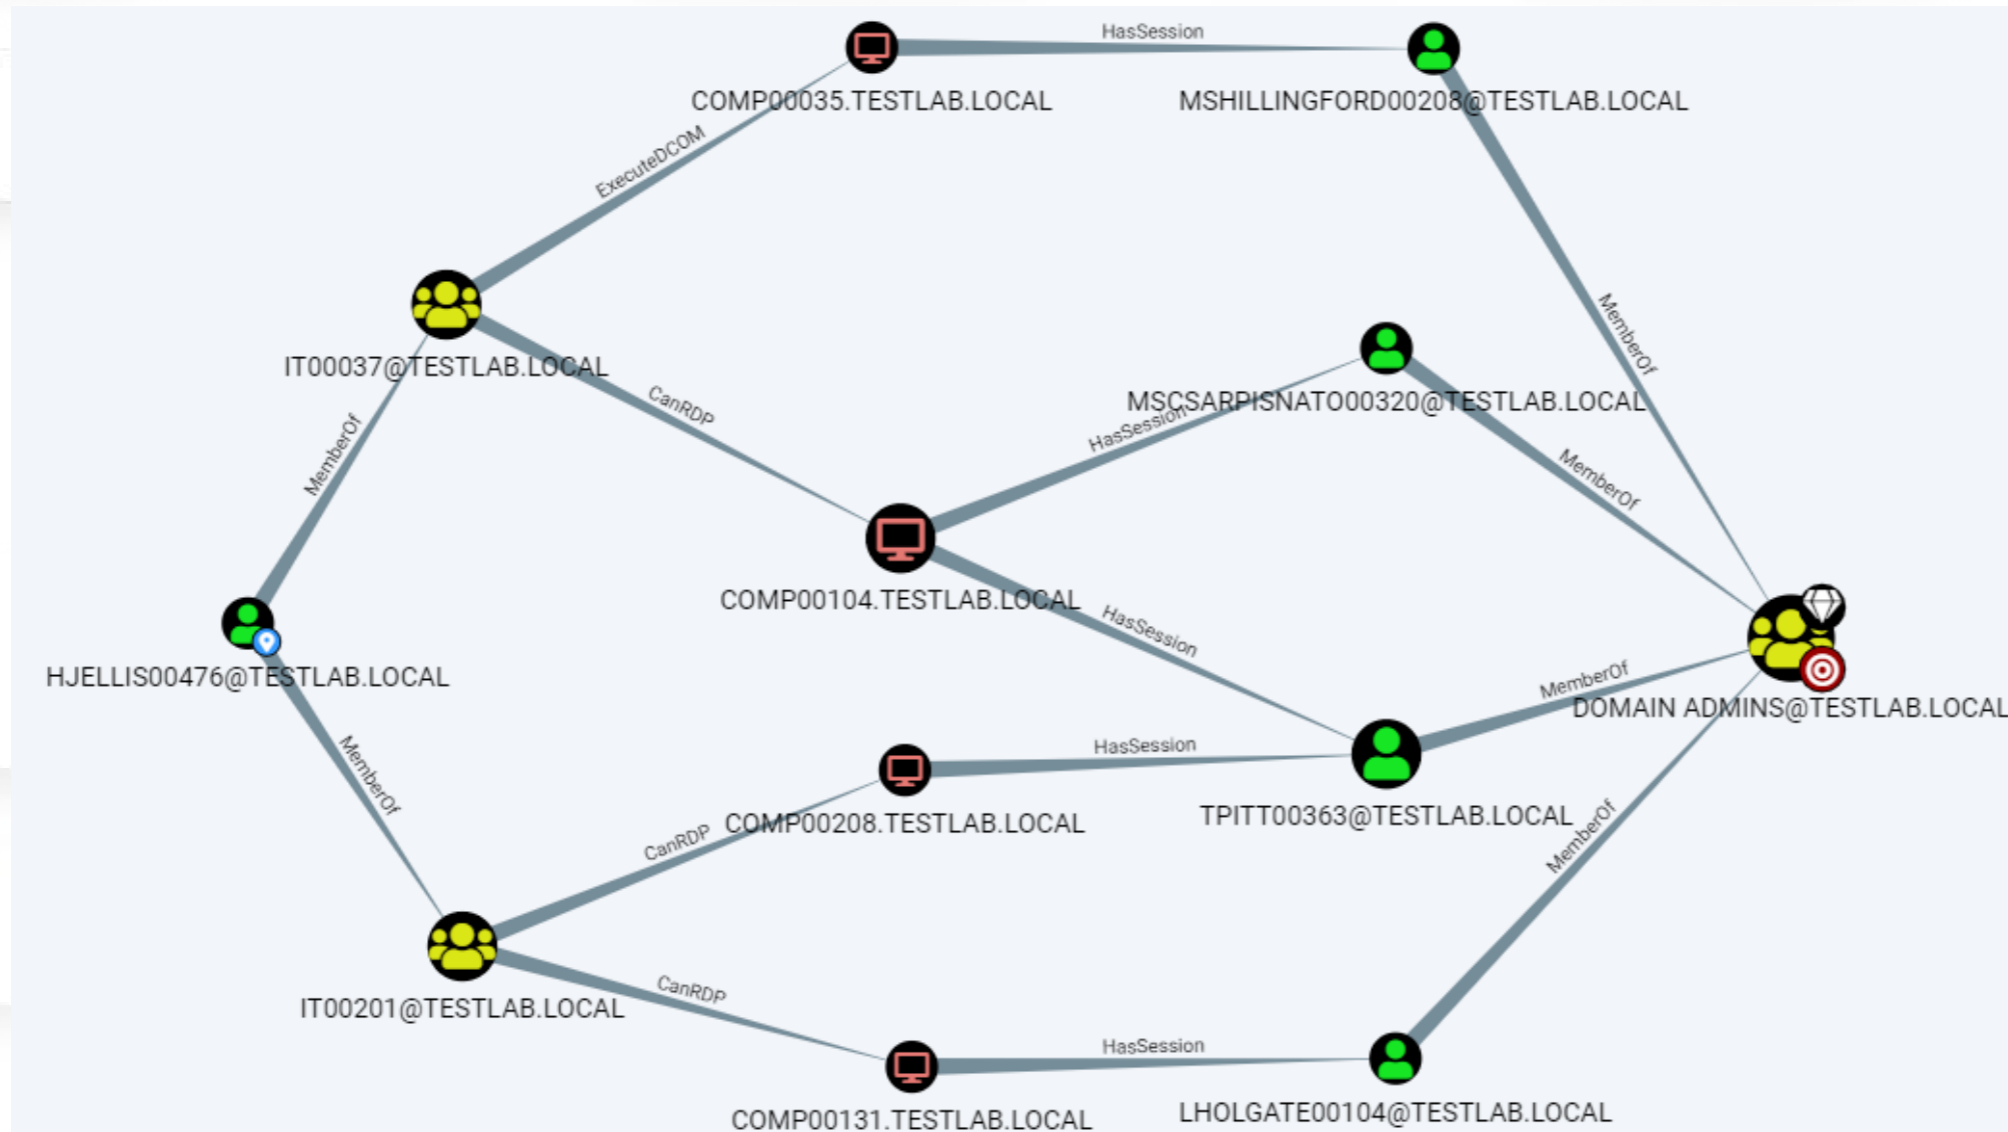 HasSession
COMP00035.TESTLAB.LOCAL
MSHILLINGFORD00208@TESTLAB.LOCAL
ExecuteDCOM
MemberOf
IT00037@TESTLAB.LOCAL
CanRDP
MSCSARPISNATO00320@TESTLAB.LOCAL
HasSession
MemberOf
MemberOf
COMP00104.TESTLAB.LOCAL
HasSession
HJELLIS00476@TESTLAB.LOCAL
MemberOf
DOMAIN ADMINS@TESTLAB.LOCAL
MemberOf
HasSession
COMP00208.TESTLAB.LOCAL
TPITT00363@TESTLAB.LOCAL
CanRDP
MemberOf
IT00201@TESTLAB.LOCAL
CanRDP
HasSession
COMP00131.TESTLAB.LOCAL
LHOLGATE00104@TESTLAB.LOCAL